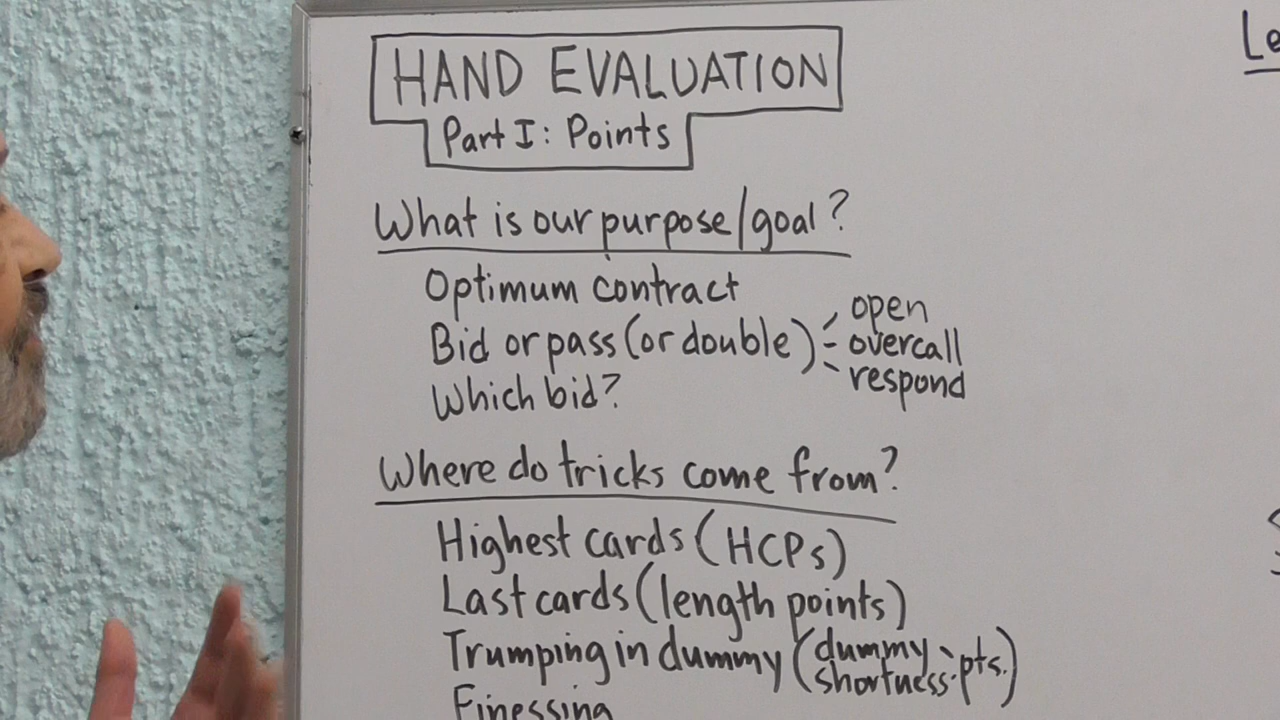 HAND EVALUATION
Part I: Points
What is our purpose/goal?
Optimum contract
Bid or pass (or double) open
overcall
respond
Which bid?
Where do tricks come from?
Highest cards (HCPs)
Last cards (length points)
Trumping in dummy (dummy pts.)
shortness
Finessing
Le